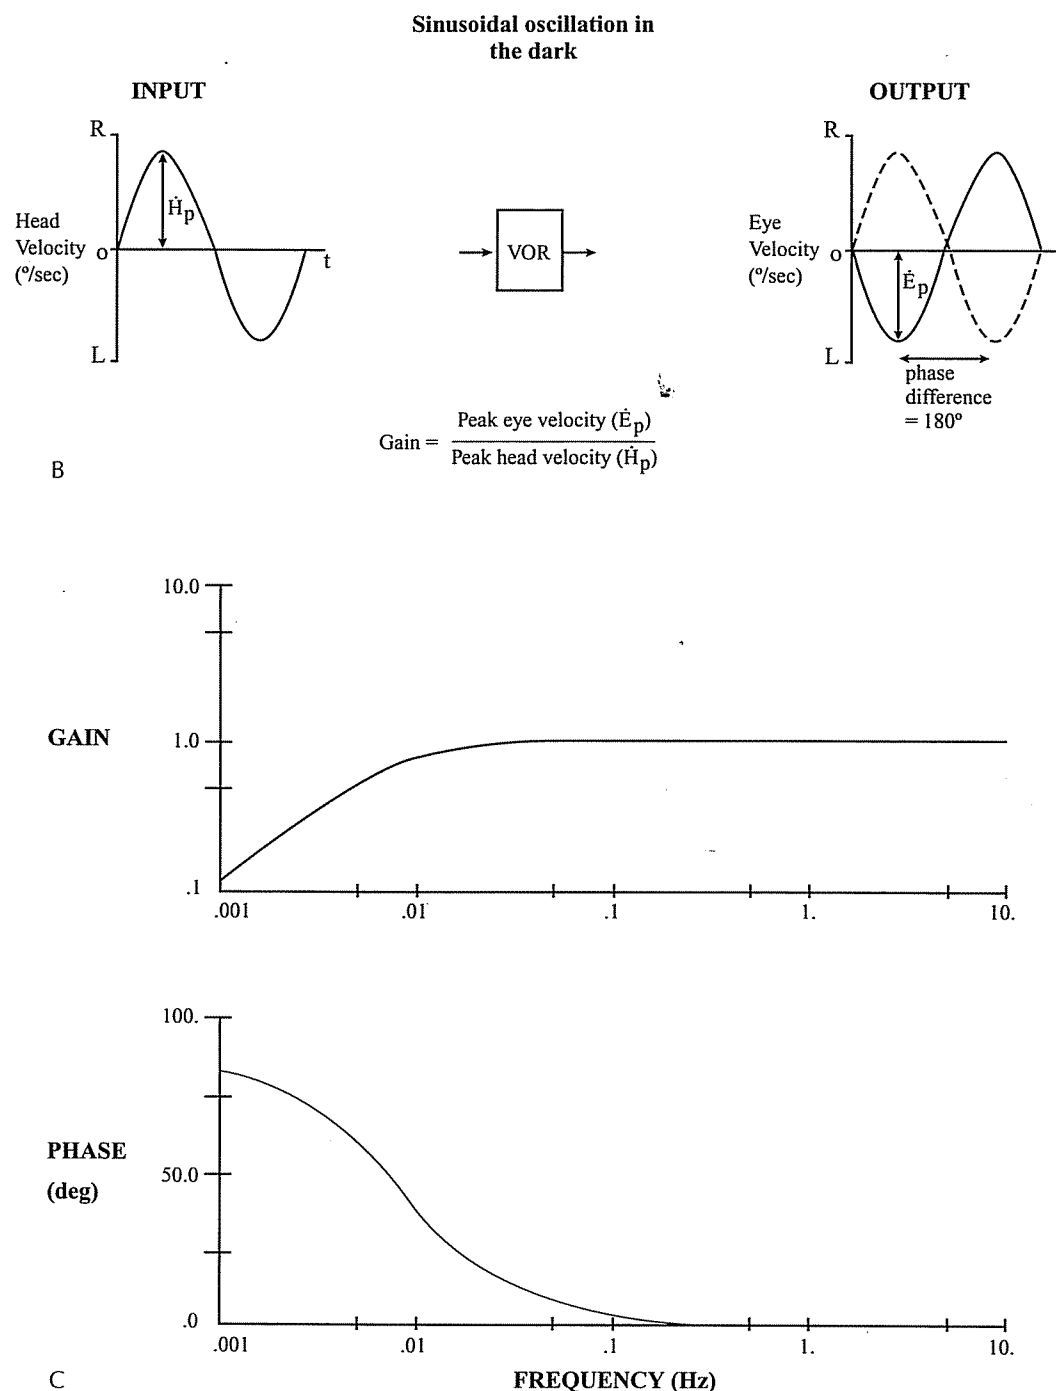 Sinusoidal oscillation in
the dark
INPUT
OUTPUT
R
Ḣp
Head
Velocity
(º/sec)
o
t
L
VOR
R
Eye
Velocity
(º/sec)
o
Ėp
L
phase
difference
= 180º
Gain = Peak eye velocity (Ėp)
Peak head velocity (Ḣp)
B
10.0
GAIN
1.0
.1
.001
.01
.1
1.
10.
100.
PHASE
(deg)
50.0
.0
.001
.01
.1
1.
10.
C
FREQUENCY (Hz)